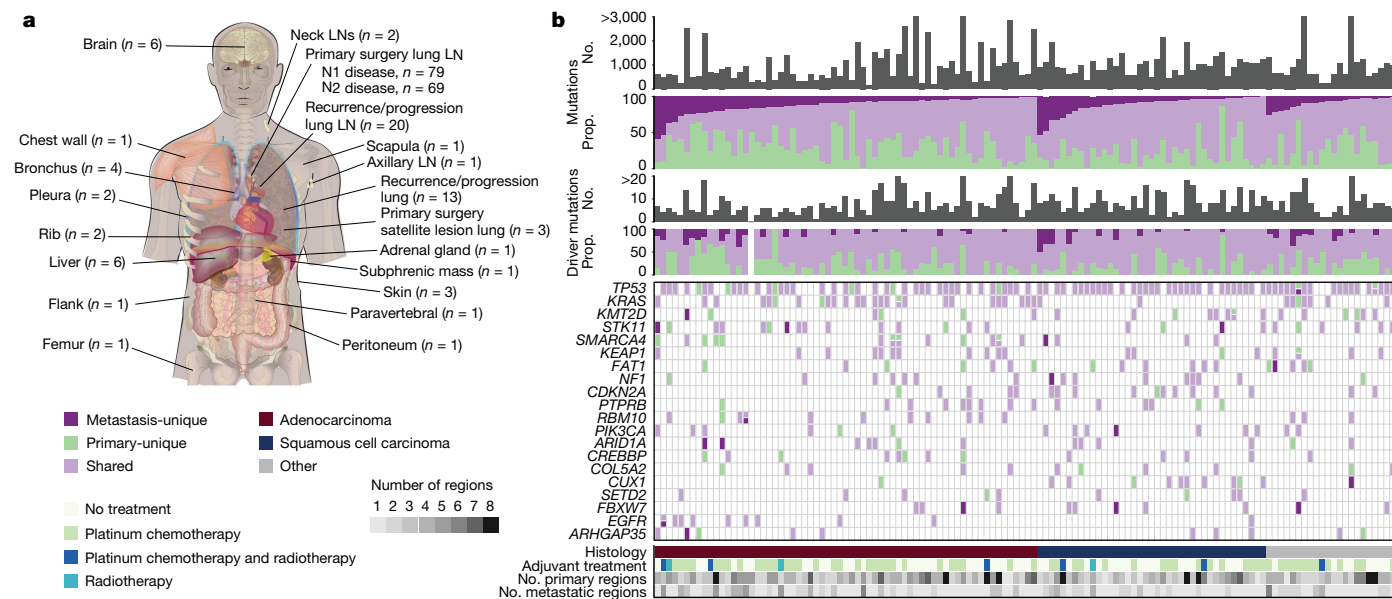 a
Brain (n = 6)
Neck LNs (n = 2)
Primary surgery lung LN
N1 disease, n = 79
N2 disease, n = 69
Recurrence/progression
lung LN (n = 20)
Chest wall (n = 1)
Scapula (n = 1)
Bronchus (n = 4)
Axillary LN (n = 1)
Pleura (n = 2)
Recurrence/progression
lung (n = 13)
Primary surgery
satellite lesion lung (n = 3)
Rib (n = 2)
Adrenal gland (n = 1)
Liver (n = 6)
Subphrenic mass (n = 1)
Skin (n = 3)
Flank (n = 1)
Paravertebral (n = 1)
Femur (n = 1)
Peritoneum (n = 1)
Metastasis-unique
Primary-unique
Shared
Adenocarcinoma
Squamous cell carcinoma
Other
No treatment
Platinum chemotherapy
Platinum chemotherapy and radiotherapy
Radiotherapy
Number of regions
1 2 3 4 5 6 7 8
b
Mutations
No.
>3,000
2,000
1,000
0
Prop.
100
50
0
Driver mutations
No.
>20
10
0
Prop.
100
50
0
TP53
KRAS
KMT2D
STK11
SMARCA4
KEAP1
FAT1
NF1
CDKN2A
PTPRB
RBM10
PIK3CA
ARID1A
CREBBP
COL5A2
CUX1
SETD2
FBXW7
EGFR
ARHGAP35
Histology
Adjuvant treatment
No. primary regions
No. metastatic regions